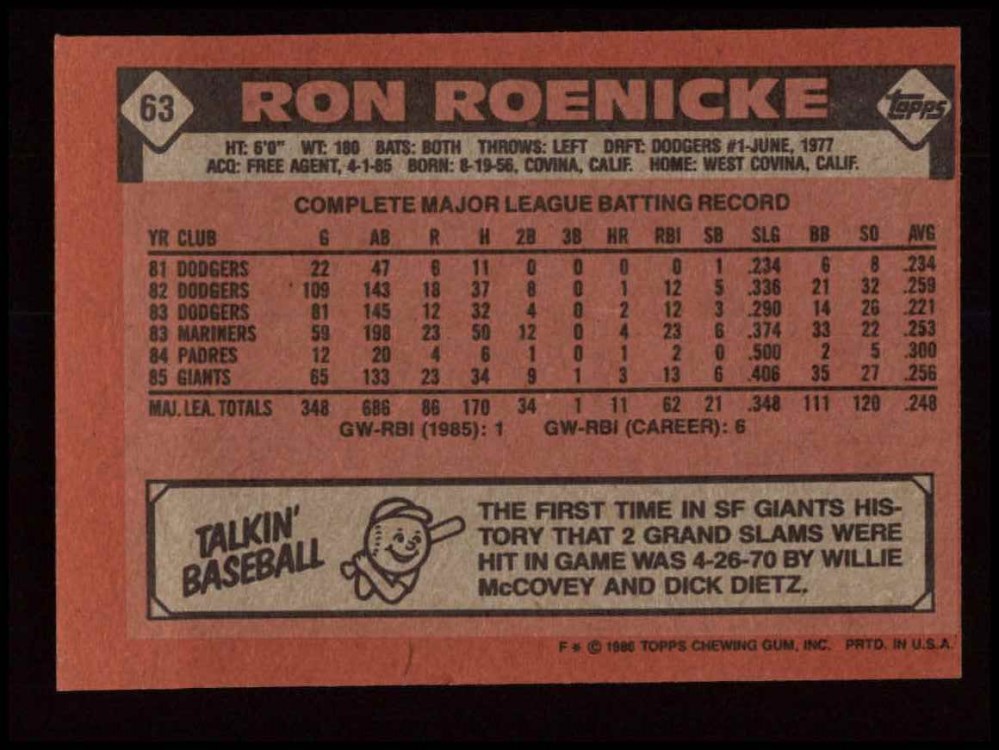 63
RON ROENICKE
topps
HT: 6'0" WT: 180 BATS: BOTH THROWS: LEFT DRFT: DODGERS #1-JUNE, 1977
ACQ: FREE AGENT, 4-1-85 BORN: 8-19-56, COVINA, CALIF. HOME: WEST COVINA, CALIF.
COMPLETE MAJOR LEAGUE BATTING RECORD
YR CLUB G AB R H 2B 3B HR RBI SB SLG BB SO AVG
81 DODGERS 22 47 6 11 0 0 0 0 1 .234 6 8 .234
82 DODGERS 109 143 18 37 8 0 1 12 5 .336 21 32 .259
83 DODGERS 81 145 12 32 4 0 2 12 3 .290 14 26 .221
83 MARINERS 59 198 23 50 12 0 4 23 6 .374 33 22 .253
84 PADRES 12 20 4 6 1 0 1 2 0 .500 2 5 .300
85 GIANTS 65 133 23 34 9 1 3 13 6 .406 35 27 .256
MAJ. LEA. TOTALS 348 686 86 170 34 1 11 62 21 .348 111 120 .248
GW-RBI (1985): 1 GW-RBI (CAREER): 6
TALKIN'
BASEBALL
THE FIRST TIME IN SF GIANTS HIS-
TORY THAT 2 GRAND SLAMS WERE
HIT IN GAME WAS 4-26-70 BY WILLIE
McCOVEY AND DICK DIETZ.
F * © 1986 TOPPS CHEWING GUM, INC. PRTD. IN U.S.A.